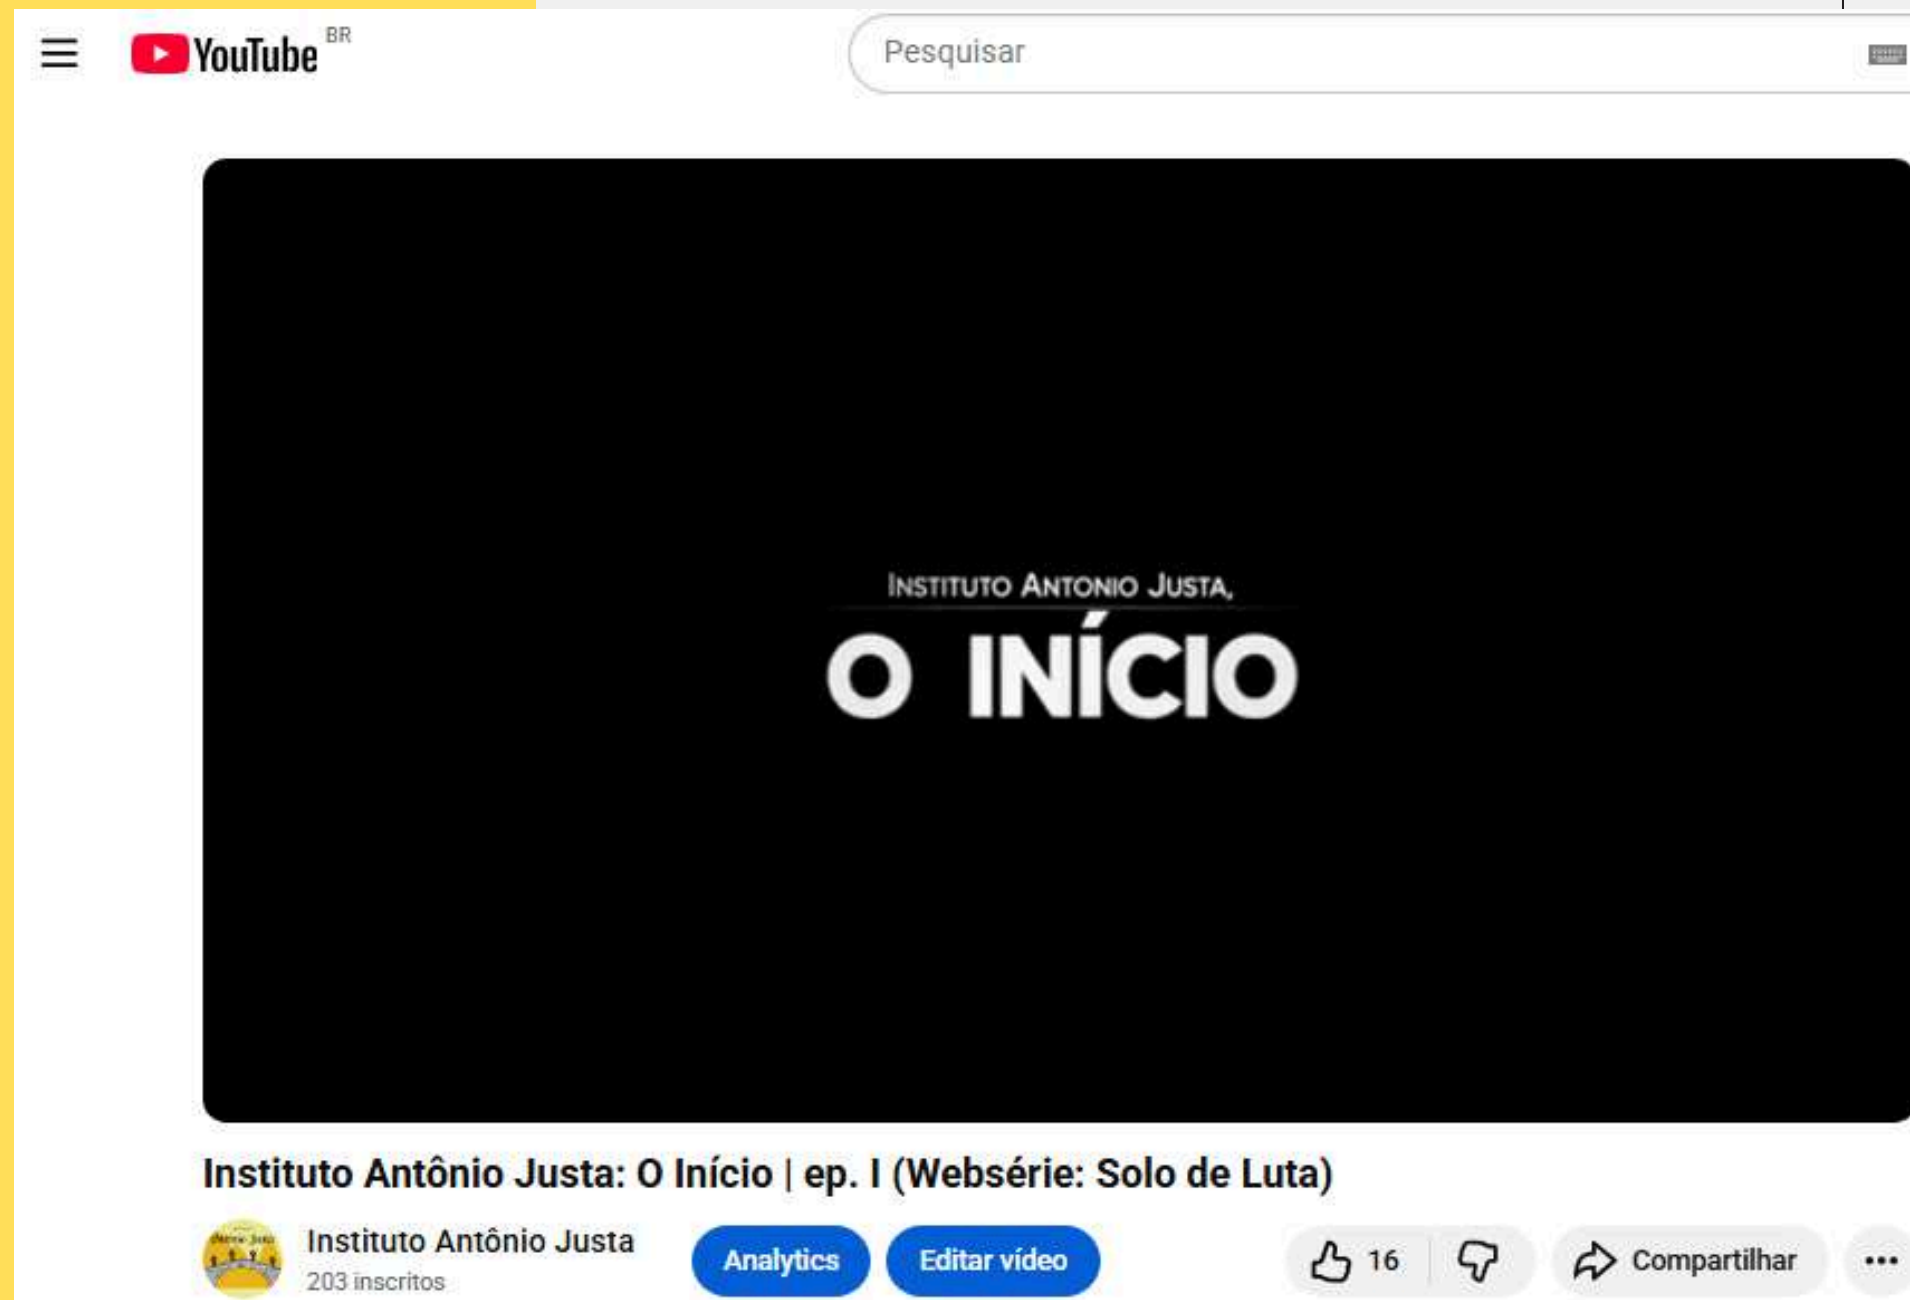 YouTube BR
Pesquisar
INSTITUTO ANTONIO JUSTA,
O INÍCIO
Instituto Antônio Justa: O Início | ep. I (Websérie: Solo de Luta)
Instituto Antônio Justa
203 inscritos
Analytics
Editar vídeo
16
Compartilhar